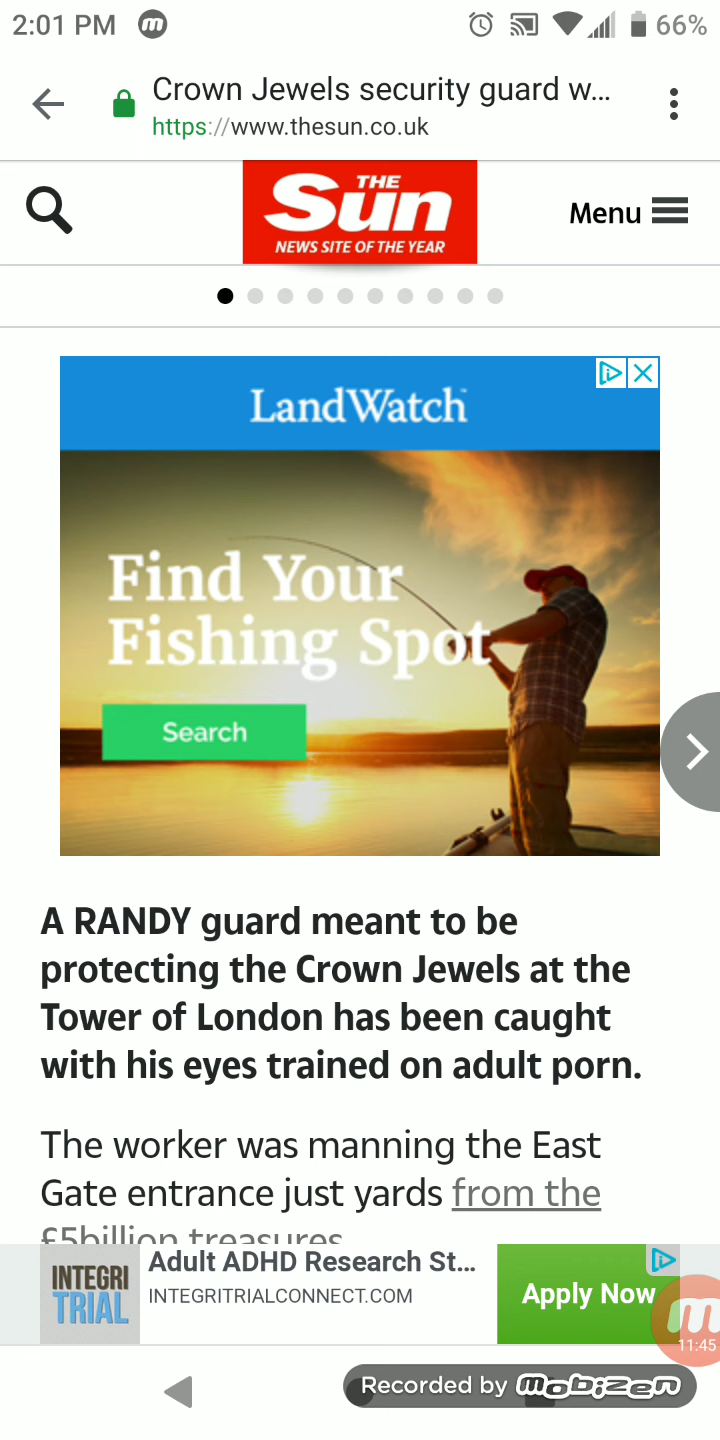 2:01 PM
66%
Crown Jewels security guard w...
https://www.thesun.co.uk
THE
Sun
NEWS SITE OF THE YEAR
Menu
LandWatch
Find Your
Fishing Spot
Search
A RANDY guard meant to be
protecting the Crown Jewels at the
Tower of London has been caught
with his eyes trained on adult porn.
The worker was manning the East
Gate entrance just yards from the
£5billion treasures
INTEGRI
TRIAL
Adult ADHD Research St...
INTEGRITRIALCONNECT.COM
Apply Now
11:45
Recorded by mobizen